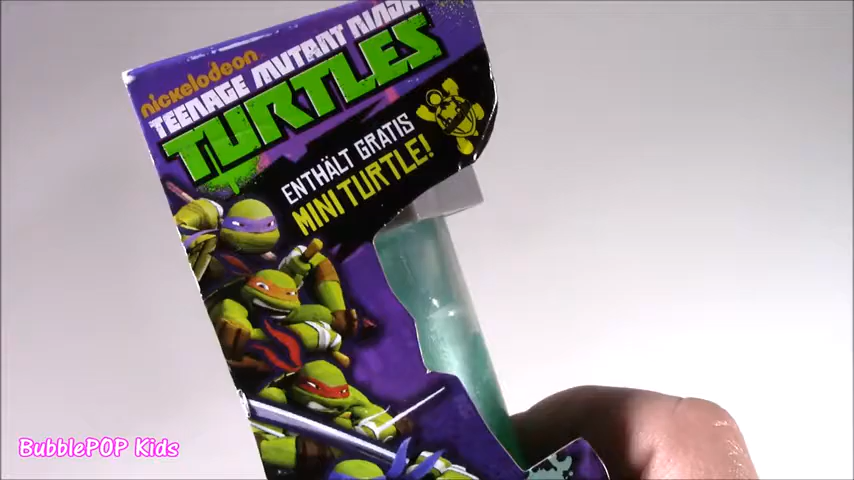 nickelodeon
TEENAGE MUTANT NINJA
TURTLES
ENTHÄLT GRATIS
MINI TURTLE!
BubblePOP Kids